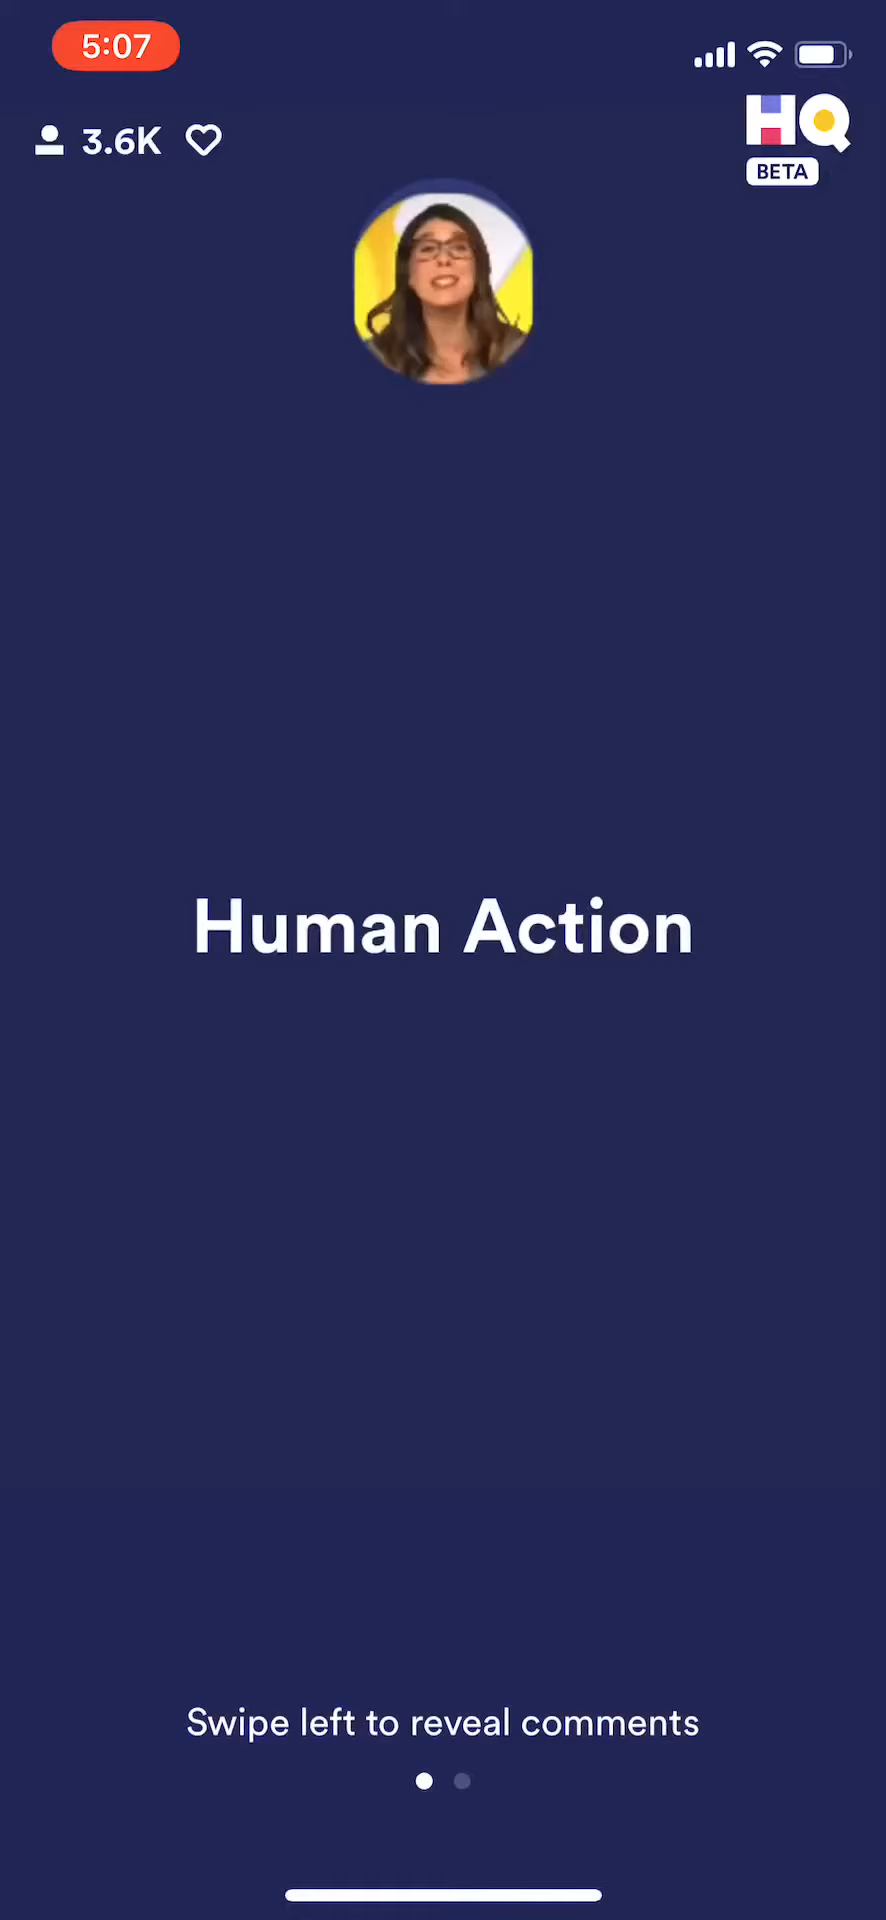 5:07
3.6K
HQ
BETA
Human Action
Swipe left to reveal comments